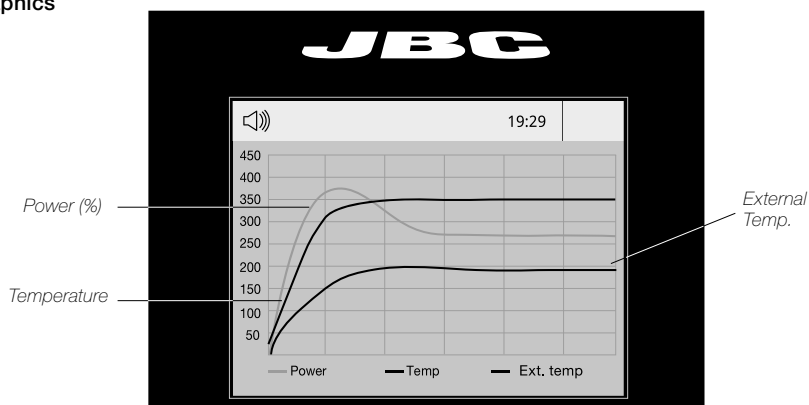 JBC
19:29
450
400
350
300
250
200
150
100
50
Power (%)
Temperature
External
Temp.
Power Temp Ext. temp